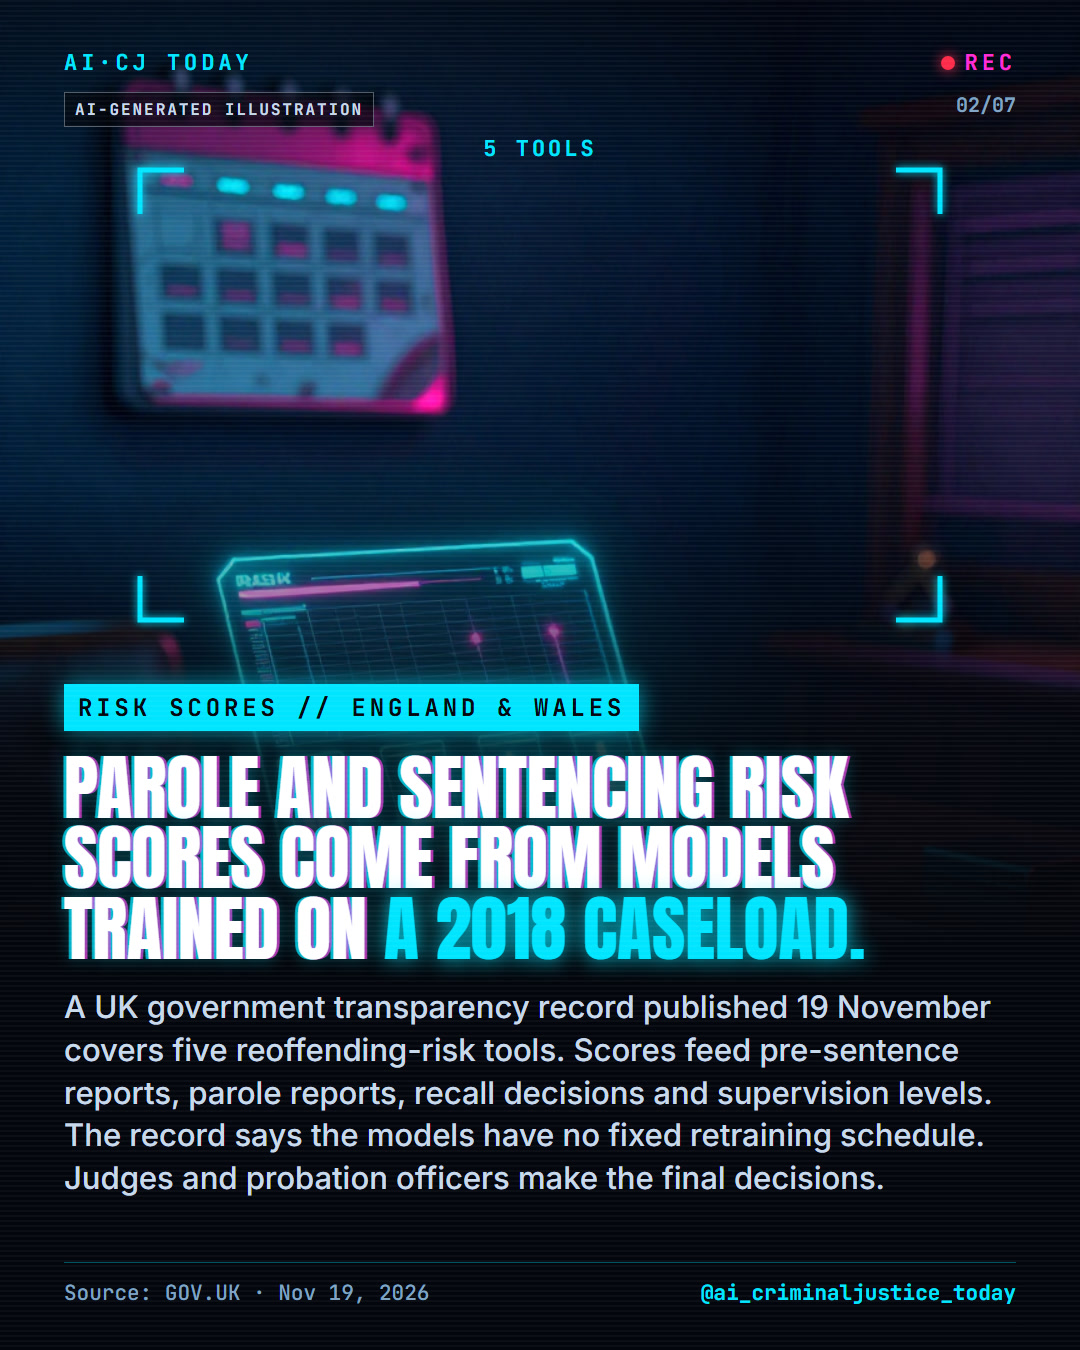 AI·CJ TODAY
REC
AI-GENERATED ILLUSTRATION
02/07
5 TOOLS
RISK SCORES // ENGLAND & WALES
PAROLE AND SENTENCING RISK
SCORES COME FROM MODELS
TRAINED ON A 2018 CASELOAD.
A UK government transparency record published 19 November
covers five reoffending-risk tools. Scores feed pre-sentence
reports, parole reports, recall decisions and supervision levels.
The record says the models have no fixed retraining schedule.
Judges and probation officers make the final decisions.
Source: GOV.UK · Nov 19, 2026
@ai_criminaljustice_today